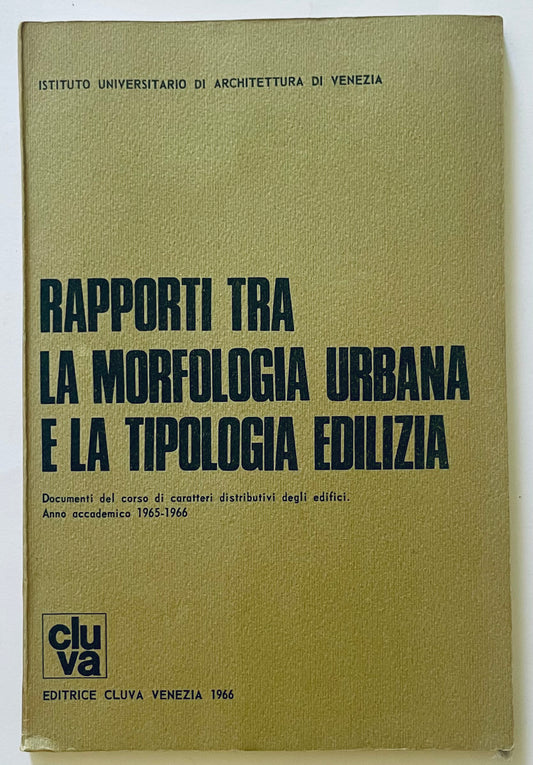 ISTITUTO UNIVERSITARIO DI ARCHITETTURA DI VENEZIA
RAPPORTI TRA
LA MORFOLOGIA URBANA
E LA TIPOLOGIA EDILIZIA
Documenti del corso di caratteri distributivi degli edifici.
Anno accademico 1965-1966
clu
va
EDITRICE CLUVA VENEZIA 1966